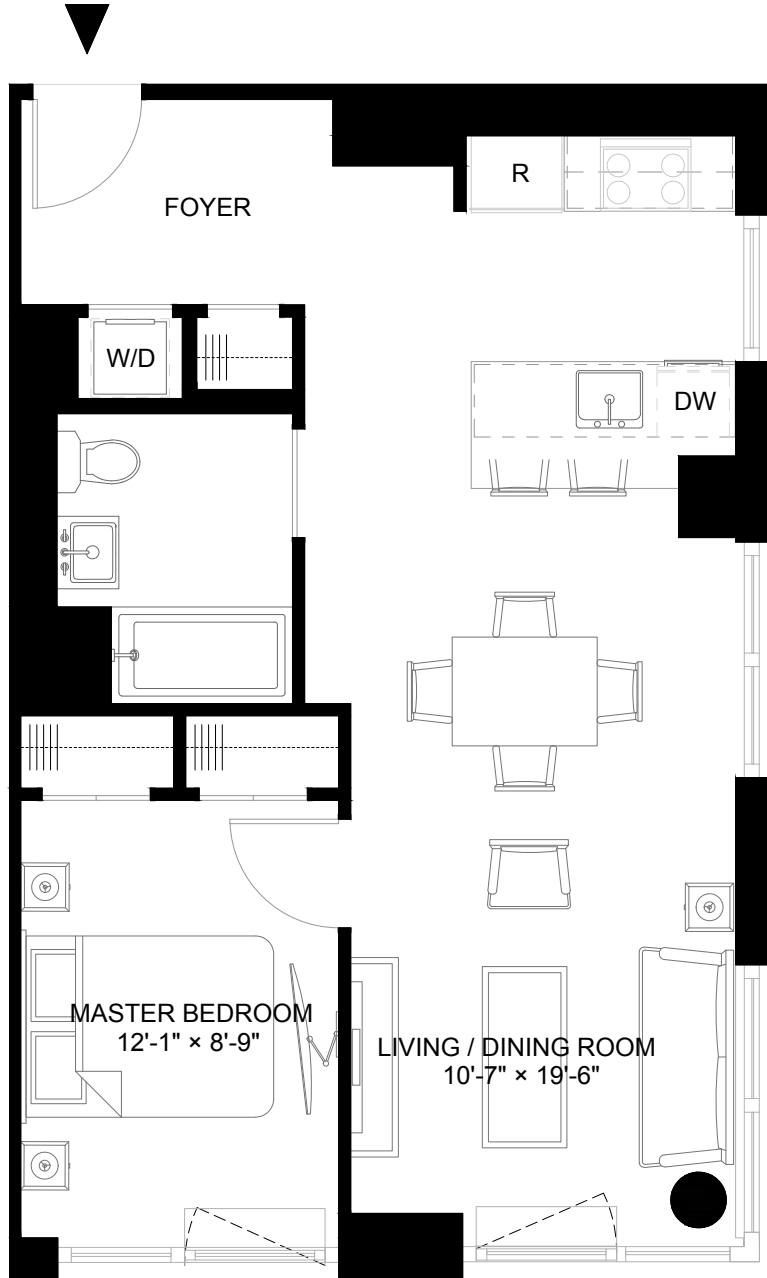 FOYER
R
W/D
DW
MASTER BEDROOM
12'-1" × 8'-9"
LIVING / DINING ROOM
10'-7" × 19'-6"